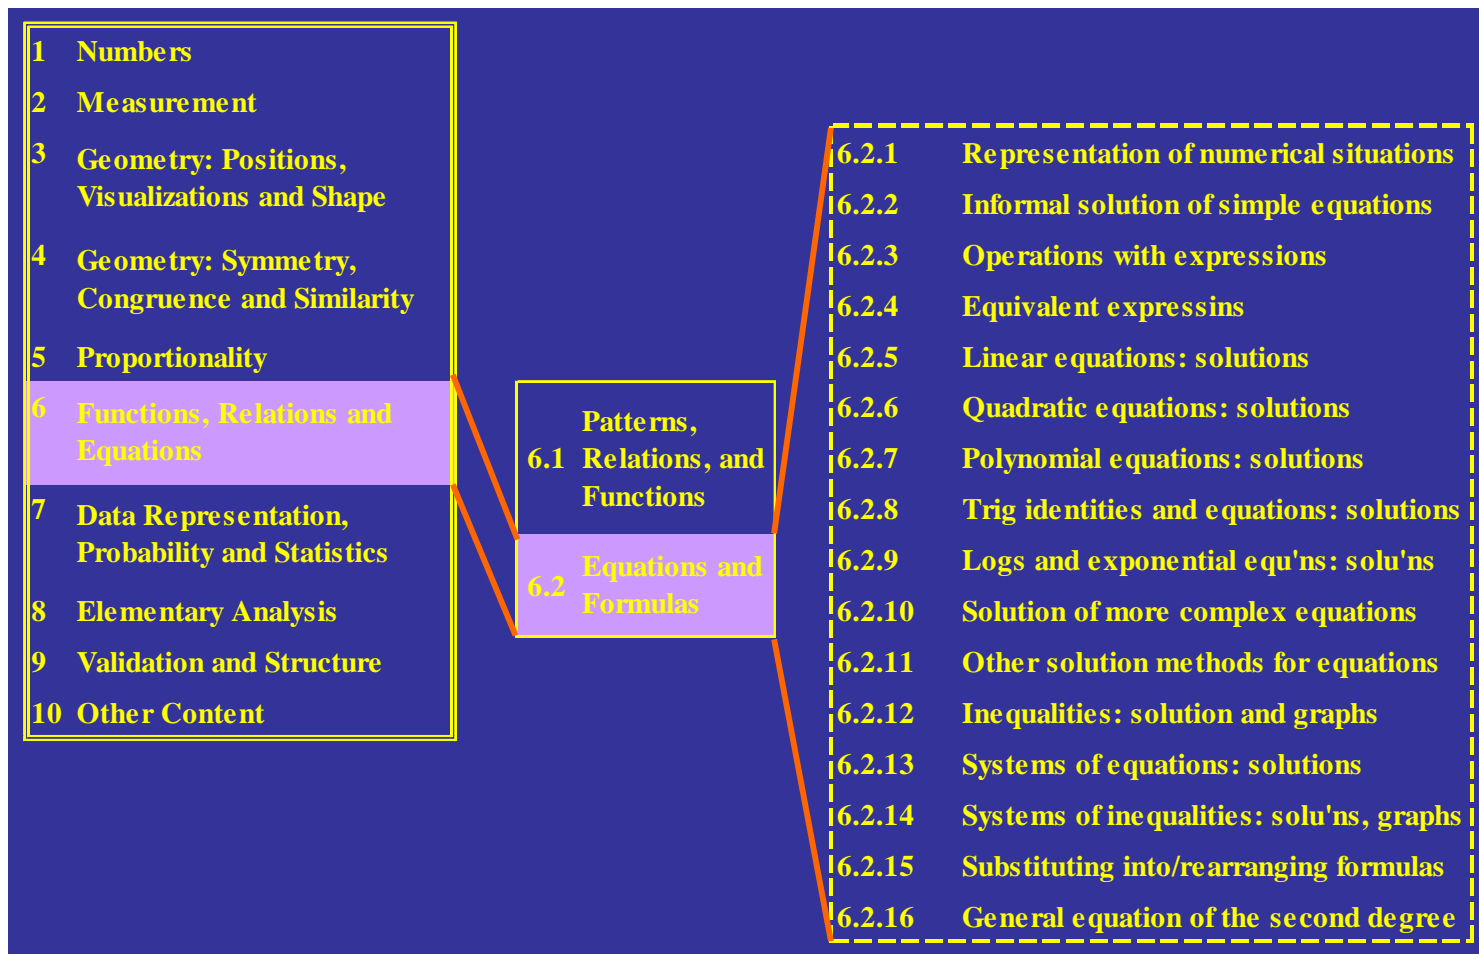 1 Numbers
2 Measurement
3 Geometry: Positions,
Visualizations and Shape
4 Geometry: Symmetry,
Congruence and Similarity
5 Proportionality
6 Functions, Relations and
Equations
7 Data Representation,
Probability and Statistics
8 Elementary Analysis
9 Validation and Structure
10 Other Content
Patterns,
6.1 Relations, and
Functions
6.2 Equations and
Formulas
6.2.1 Representation of numerical situations
6.2.2 Informal solution of simple equations
6.2.3 Operations with expressions
6.2.4 Equivalent expressins
6.2.5 Linear equations: solutions
6.2.6 Quadratic equations: solutions
6.2.7 Polynomial equations: solutions
6.2.8 Trig identities and equations: solutions
6.2.9 Logs and exponential equ'ns: solu'ns
6.2.10 Solution of more complex equations
6.2.11 Other solution methods for equations
6.2.12 Inequalities: solution and graphs
6.2.13 Systems of equations: solutions
6.2.14 Systems of inequalities: solu'ns, graphs
6.2.15 Substituting into/rearranging formulas
6.2.16 General equation of the second degree